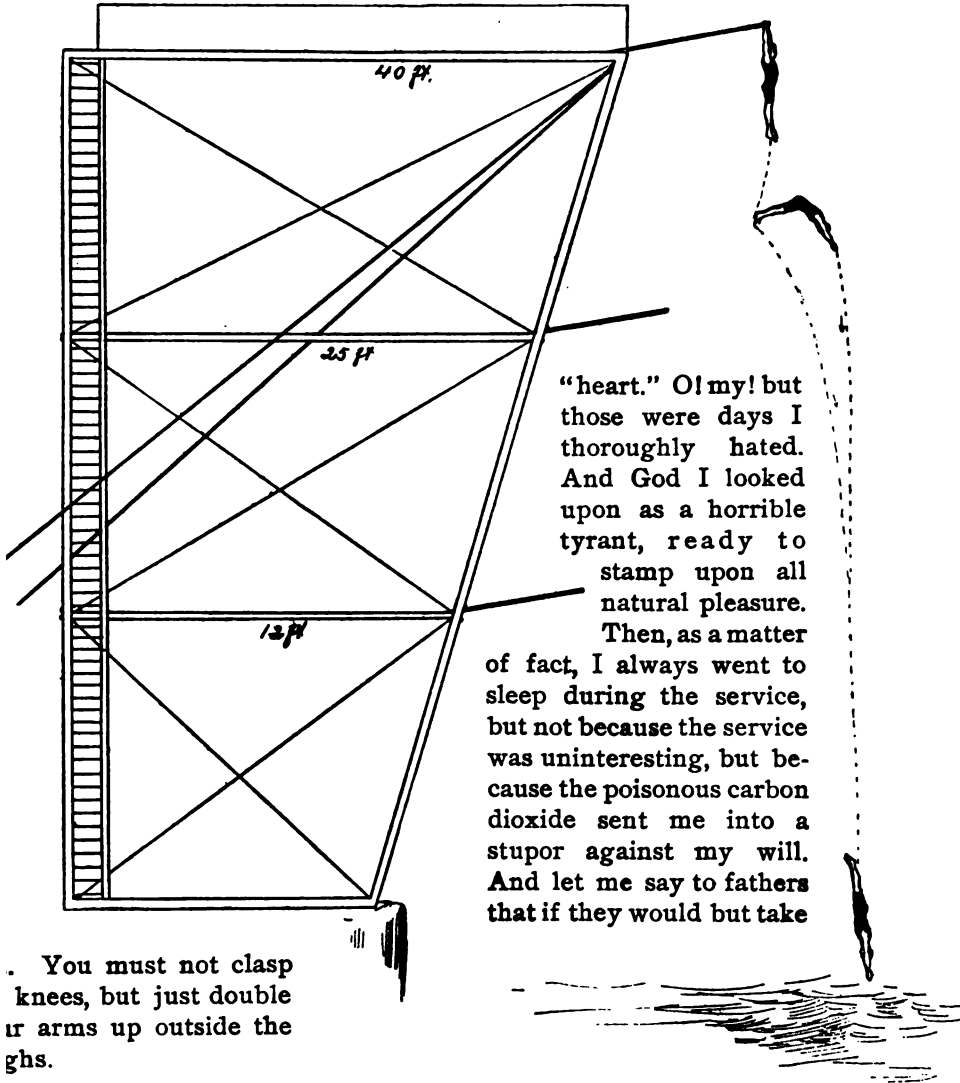 40 ft.
25 ft
12 ft
"heart." O! my! but
those were days I
thoroughly hated.
And God I looked
upon as a horrible
tyrant, ready to
stamp upon all
natural pleasure.
Then, as a matter
of fact, I always went to
sleep during the service,
but not because the service
was uninteresting, but be-
cause the poisonous carbon
dioxide sent me into a
stupor against my will.
And let me say to fathers
that if they would but take
. You must not clasp
knees, but just double
ur arms up outside the
ghs.